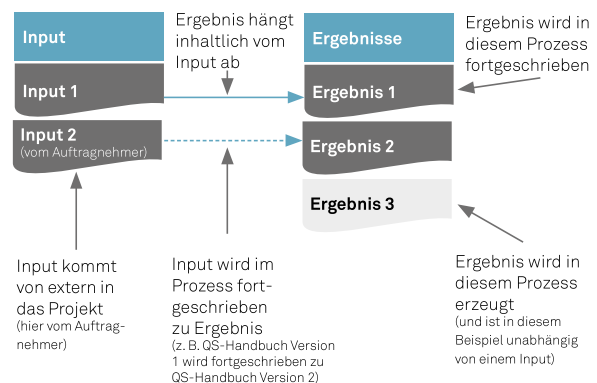 Input
Input 1
Input 2
(vom Auftragnehmer)
Ergebnis hängt
inhaltlich vom
Input ab
Ergebnisse
Ergebnis 1
Ergebnis 2
Ergebnis 3
Ergebnis wird in
diesem Prozess
fortgeschrieben
Input kommt
von extern in
das Projekt
(hier vom Auftrag-
nehmer)
Input wird im
Prozess fort-
geschrieben
zu Ergebnis
(z. B. QS-Handbuch Version
1 wird fortgeschrieben zu
QS-Handbuch Version 2)
Ergebnis wird in
diesem Prozess
erzeugt
(und ist in diesem
Beispiel unabhängig
von einem Input)